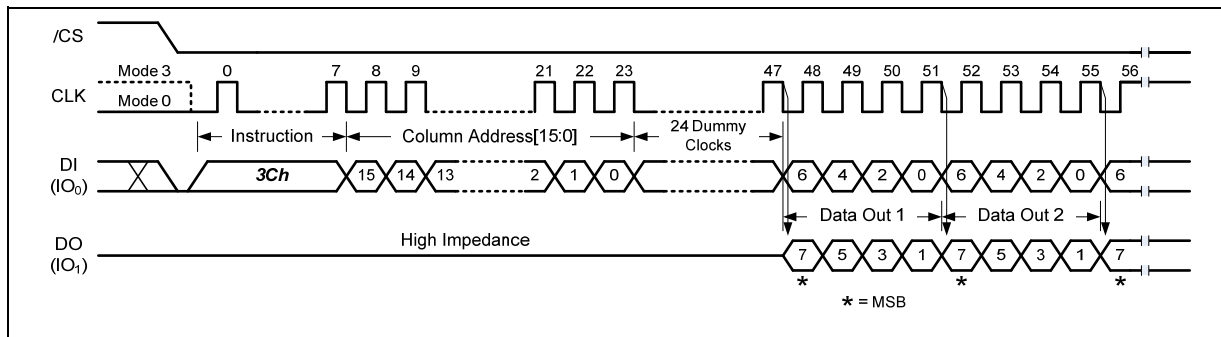 /CS
Mode 3 0 7 8 9 21 22 23 47 48 49 50 51 52 53 54 55 56
CLK
Mode 0
Instruction Column Address[15:0] 24 Dummy Clocks
DI (IO0) 3Ch 15 14 13 2 1 0 6 4 2 0 6 4 2 0 6
Data Out 1 Data Out 2
DO (IO1) High Impedance 7 5 3 1 7 5 3 1 7
* * *
* = MSB